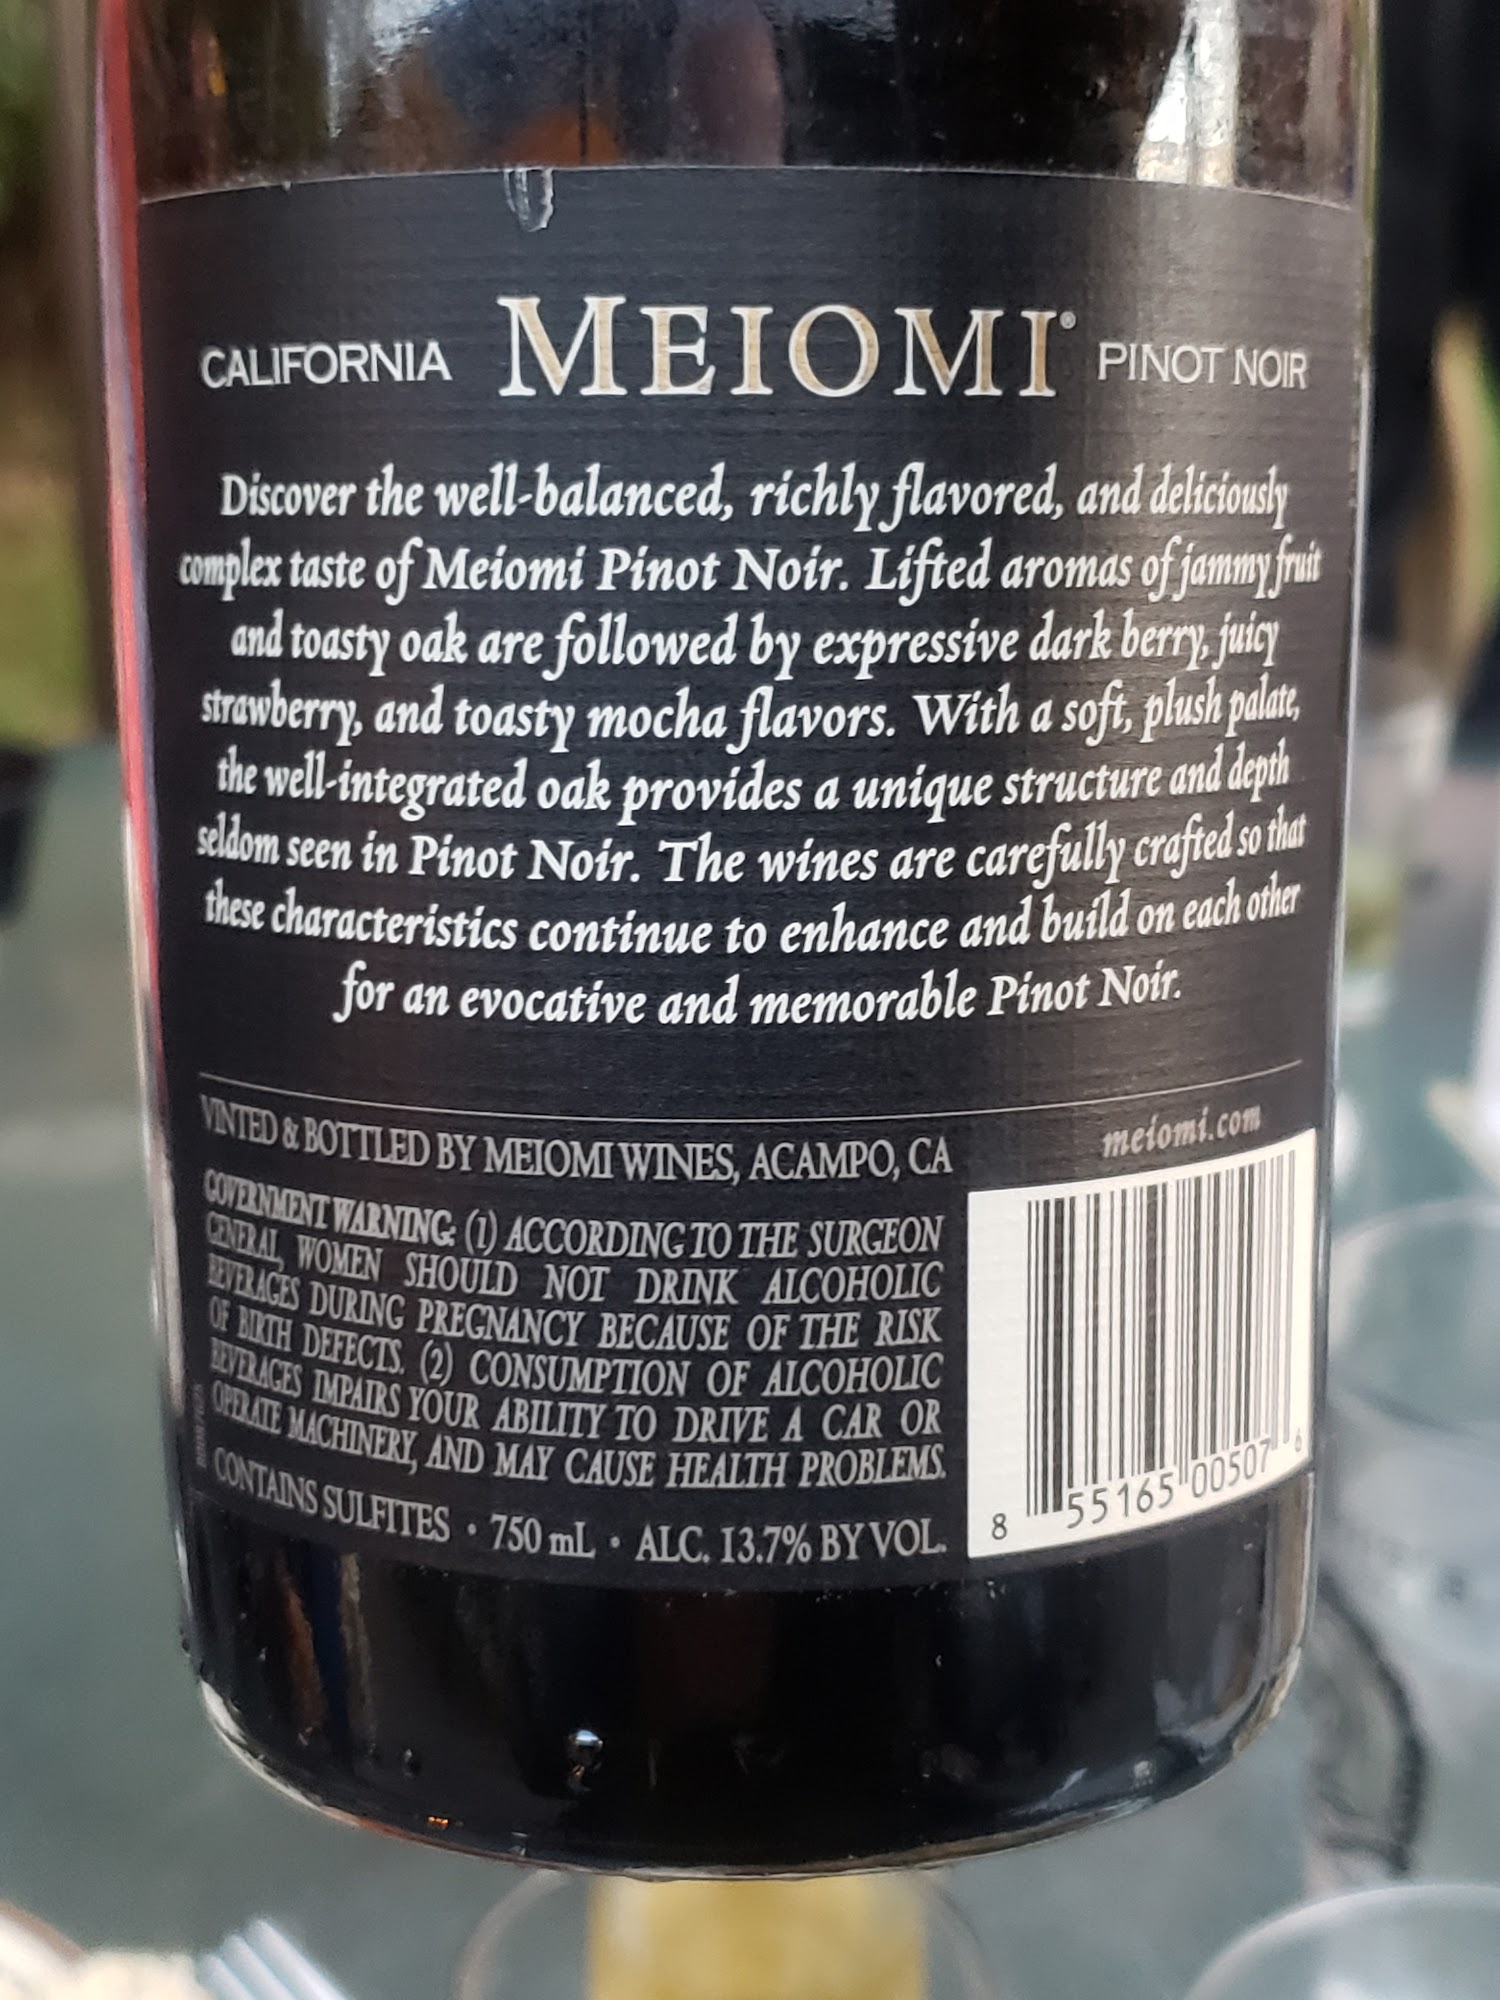 CALIFORNIA MEIOMI® PINOT NOIR
Discover the well-balanced, richly flavored, and deliciously
complex taste of Meiomi Pinot Noir. Lifted aromas of jammy fruit
and toasty oak are followed by expressive dark berry, juicy
strawberry, and toasty mocha flavors. With a soft, plush palate,
the well-integrated oak provides a unique structure and depth
seldom seen in Pinot Noir. The wines are carefully crafted so that
these characteristics continue to enhance and build on each other
for an evocative and memorable Pinot Noir.
VINTED & BOTTLED BY MEIOMI WINES, ACAMPO, CA
meiomi.com
GOVERNMENT WARNING: (1) ACCORDING TO THE SURGEON
GENERAL, WOMEN SHOULD NOT DRINK ALCOHOLIC
BEVERAGES DURING PREGNANCY BECAUSE OF THE RISK
OF BIRTH DEFECTS. (2) CONSUMPTION OF ALCOHOLIC
BEVERAGES IMPAIRS YOUR ABILITY TO DRIVE A CAR OR
OPERATE MACHINERY, AND MAY CAUSE HEALTH PROBLEMS.
CONTAINS SULFITES • 750 mL • ALC. 13.7% BY VOL.
8 55165 00507 6